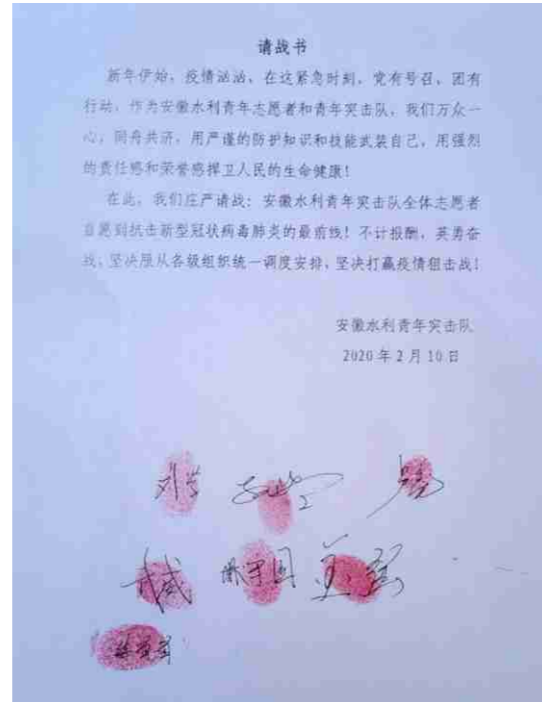 请战书
新年伊始，疫情汹汹，在这紧急时刻，党有号召，团有
行动，作为安徽水利青年志愿者和青年突击队，我们万众一
心，同舟共济，用严谨的防护知识和技能武装自己，用强烈
的责任感和荣誉感捍卫人民的生命健康！
在此，我们庄严请战：安徽水利青年突击队全体志愿者
自愿到抗击新型冠状病毒肺炎的最前线！不计报酬，英勇奋
战，坚决服从各级组织统一调度安排，坚决打赢疫情狙击战！
安徽水利青年突击队
2020年2月10日